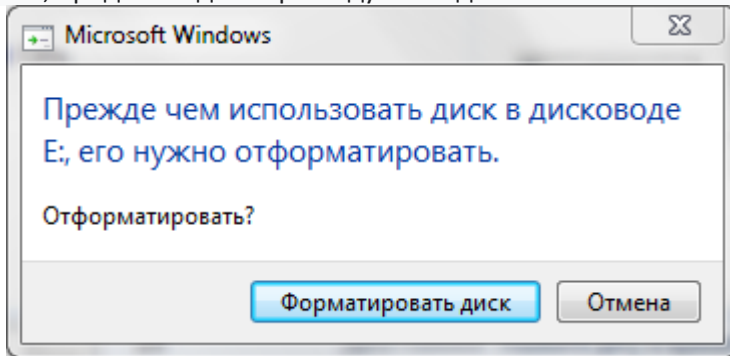 Microsoft Windows
Прежде чем использовать диск в дисководе
E:, его нужно отформатировать.
Отформатировать?
Форматировать диск
Отмена